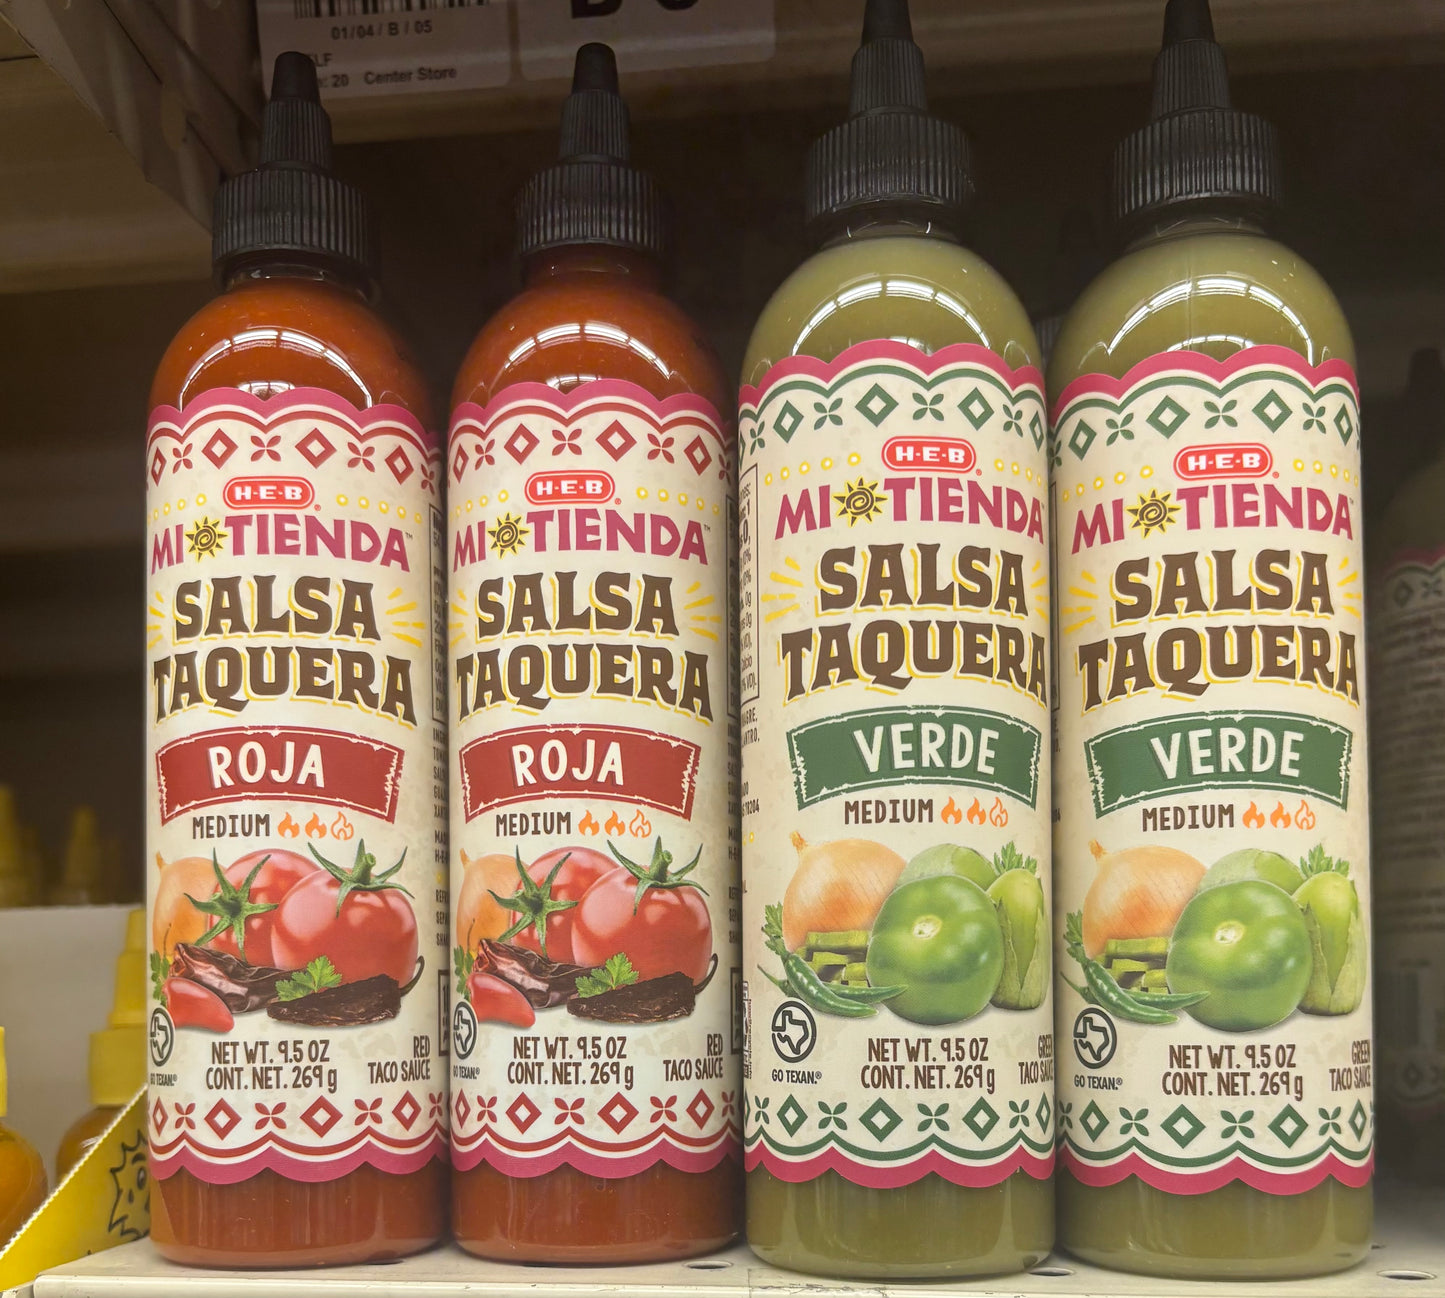 01/04/B/05
20 Center Store
H-E-B
MI TIENDA™
SALSA
TAQUERA
ROJA
MEDIUM
GO TEXAN.®
NET WT. 9.5 OZ
CONT. NET. 269 g
RED
TACO SAUCE
H-E-B®
MI TIENDA™
SALSA
TAQUERA
ROJA
MEDIUM
GO TEXAN.®
NET WT. 9.5 OZ
CONT. NET. 269 g
RED
TACO SAUCE
H-E-B®
MI TIENDA
SALSA
TAQUERA
VERDE
MEDIUM
GO TEXAN.®
NET WT. 9.5 OZ
CONT. NET. 269 g
GREEN
TACO SAUCE
H-E-B®
MI TIENDA™
SALSA
TAQUERA
VERDE
MEDIUM
GO TEXAN.®
NET WT. 9.5 OZ
CONT. NET. 269 g
GREEN
TACO SAUCE